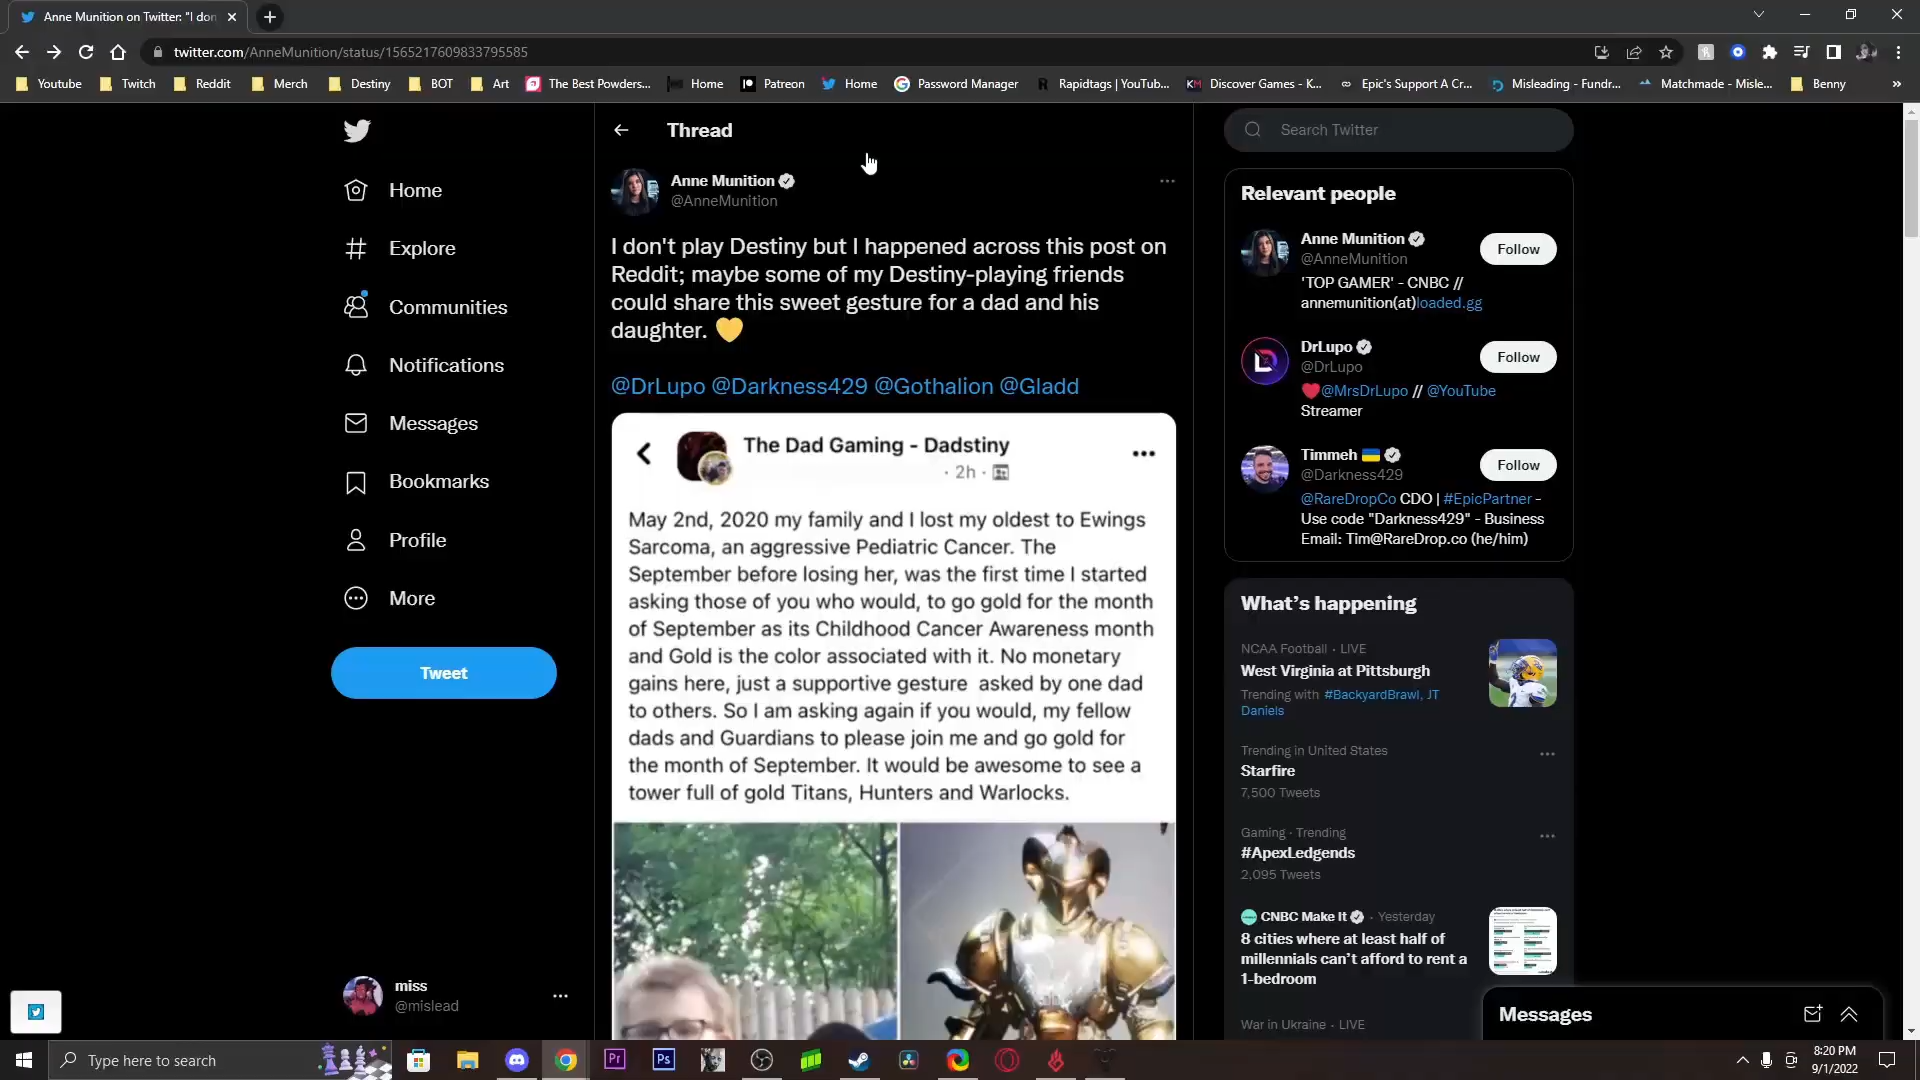 Anne Munition on Twitter: "I don
twitter.com/AnneMunition/status/1565217609833795585
Youtube
Twitch
Reddit
Merch
Destiny
BOT
Art
The Best Powders...
Home
Patreon
Home
Password Manager
Rapidtags | YouTub...
Discover Games - K...
Epic's Support A Cr...
Misleading - Fundr...
Matchmade - Misle...
Benny
»
Home
Explore
Communities
Notifications
Messages
Bookmarks
Profile
More
Tweet
miss
@mislead
Thread
Anne Munition
@AnneMunition
I don't play Destiny but I happened across this post on
Reddit; maybe some of my Destiny-playing friends
could share this sweet gesture for a dad and his
daughter. 💛
@DrLupo @Darkness429 @Gothalion @Gladd
The Dad Gaming - Dadstiny
· 2h ·
May 2nd, 2020 my family and I lost my oldest to Ewings
Sarcoma, an aggressive Pediatric Cancer. The
September before losing her, was the first time I started
asking those of you who would, to go gold for the month
of September as its Childhood Cancer Awareness month
and Gold is the color associated with it. No monetary
gains here, just a supportive gesture asked by one dad
to others. So I am asking again if you would, my fellow
dads and Guardians to please join me and go gold for
the month of September. It would be awesome to see a
tower full of gold Titans, Hunters and Warlocks.
Search Twitter
Relevant people
Anne Munition
@AnneMunition
Follow
'TOP GAMER' - CNBC //
annemunition(at)loaded.gg
DrLupo
@DrLupo
Follow
❤️@MrsDrLupo // @YouTube
Streamer
Timmeh 🇺🇦
@Darkness429
Follow
@RareDropCo CDO | #EpicPartner -
Use code "Darkness429" - Business
Email: Tim@RareDrop.co (he/him)
What's happening
NCAA Football · LIVE
West Virginia at Pittsburgh
Trending with #BackyardBrawl, JT
Daniels
Trending in United States
Starfire
7,500 Tweets
Gaming · Trending
#ApexLedgends
2,095 Tweets
CNBC Make It · Yesterday
8 cities where at least half of
millennials can't afford to rent a
1-bedroom
War in Ukraine · LIVE
Messages
Type here to search
Pr
Ps
8:20 PM
9/1/2022